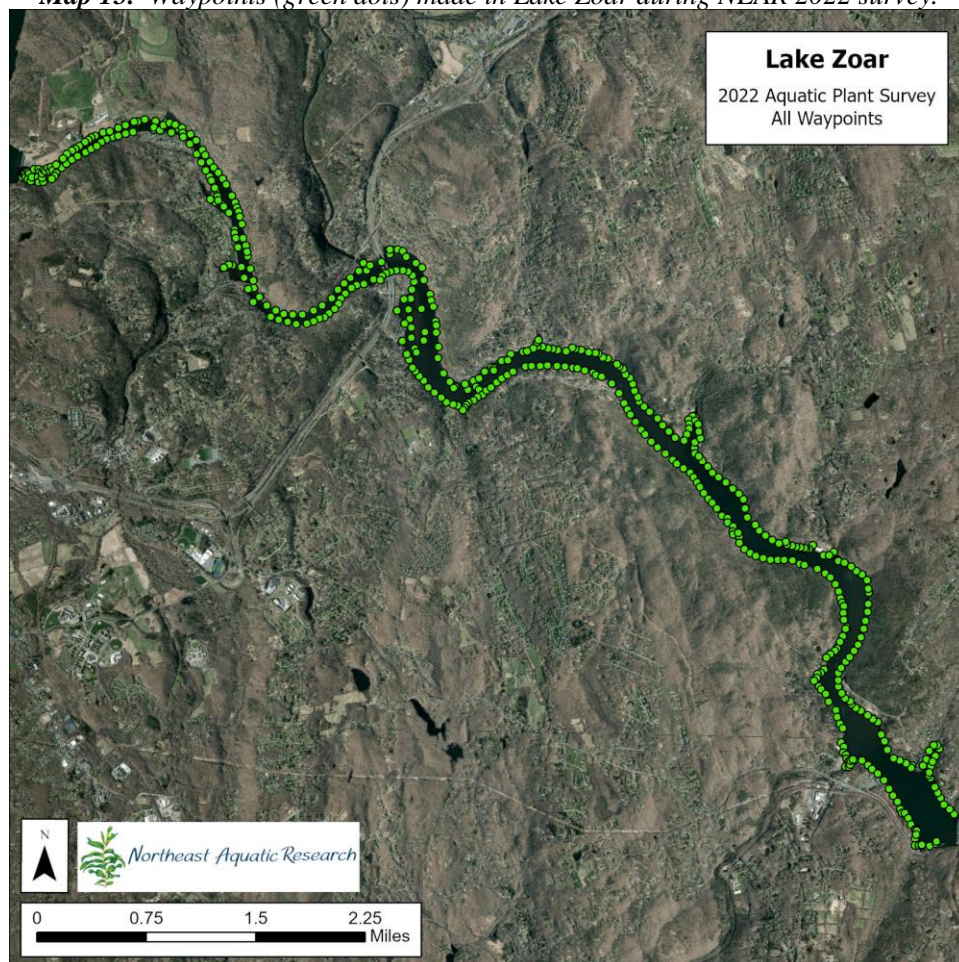 Map 13. Waypoints (green dots) made in Lake Zoar during NEAR 2022 survey.
Lake Zoar
2022 Aquatic Plant Survey
All Waypoints
N
Northeast Aquatic Research
0 0.75 1.5 2.25
Miles